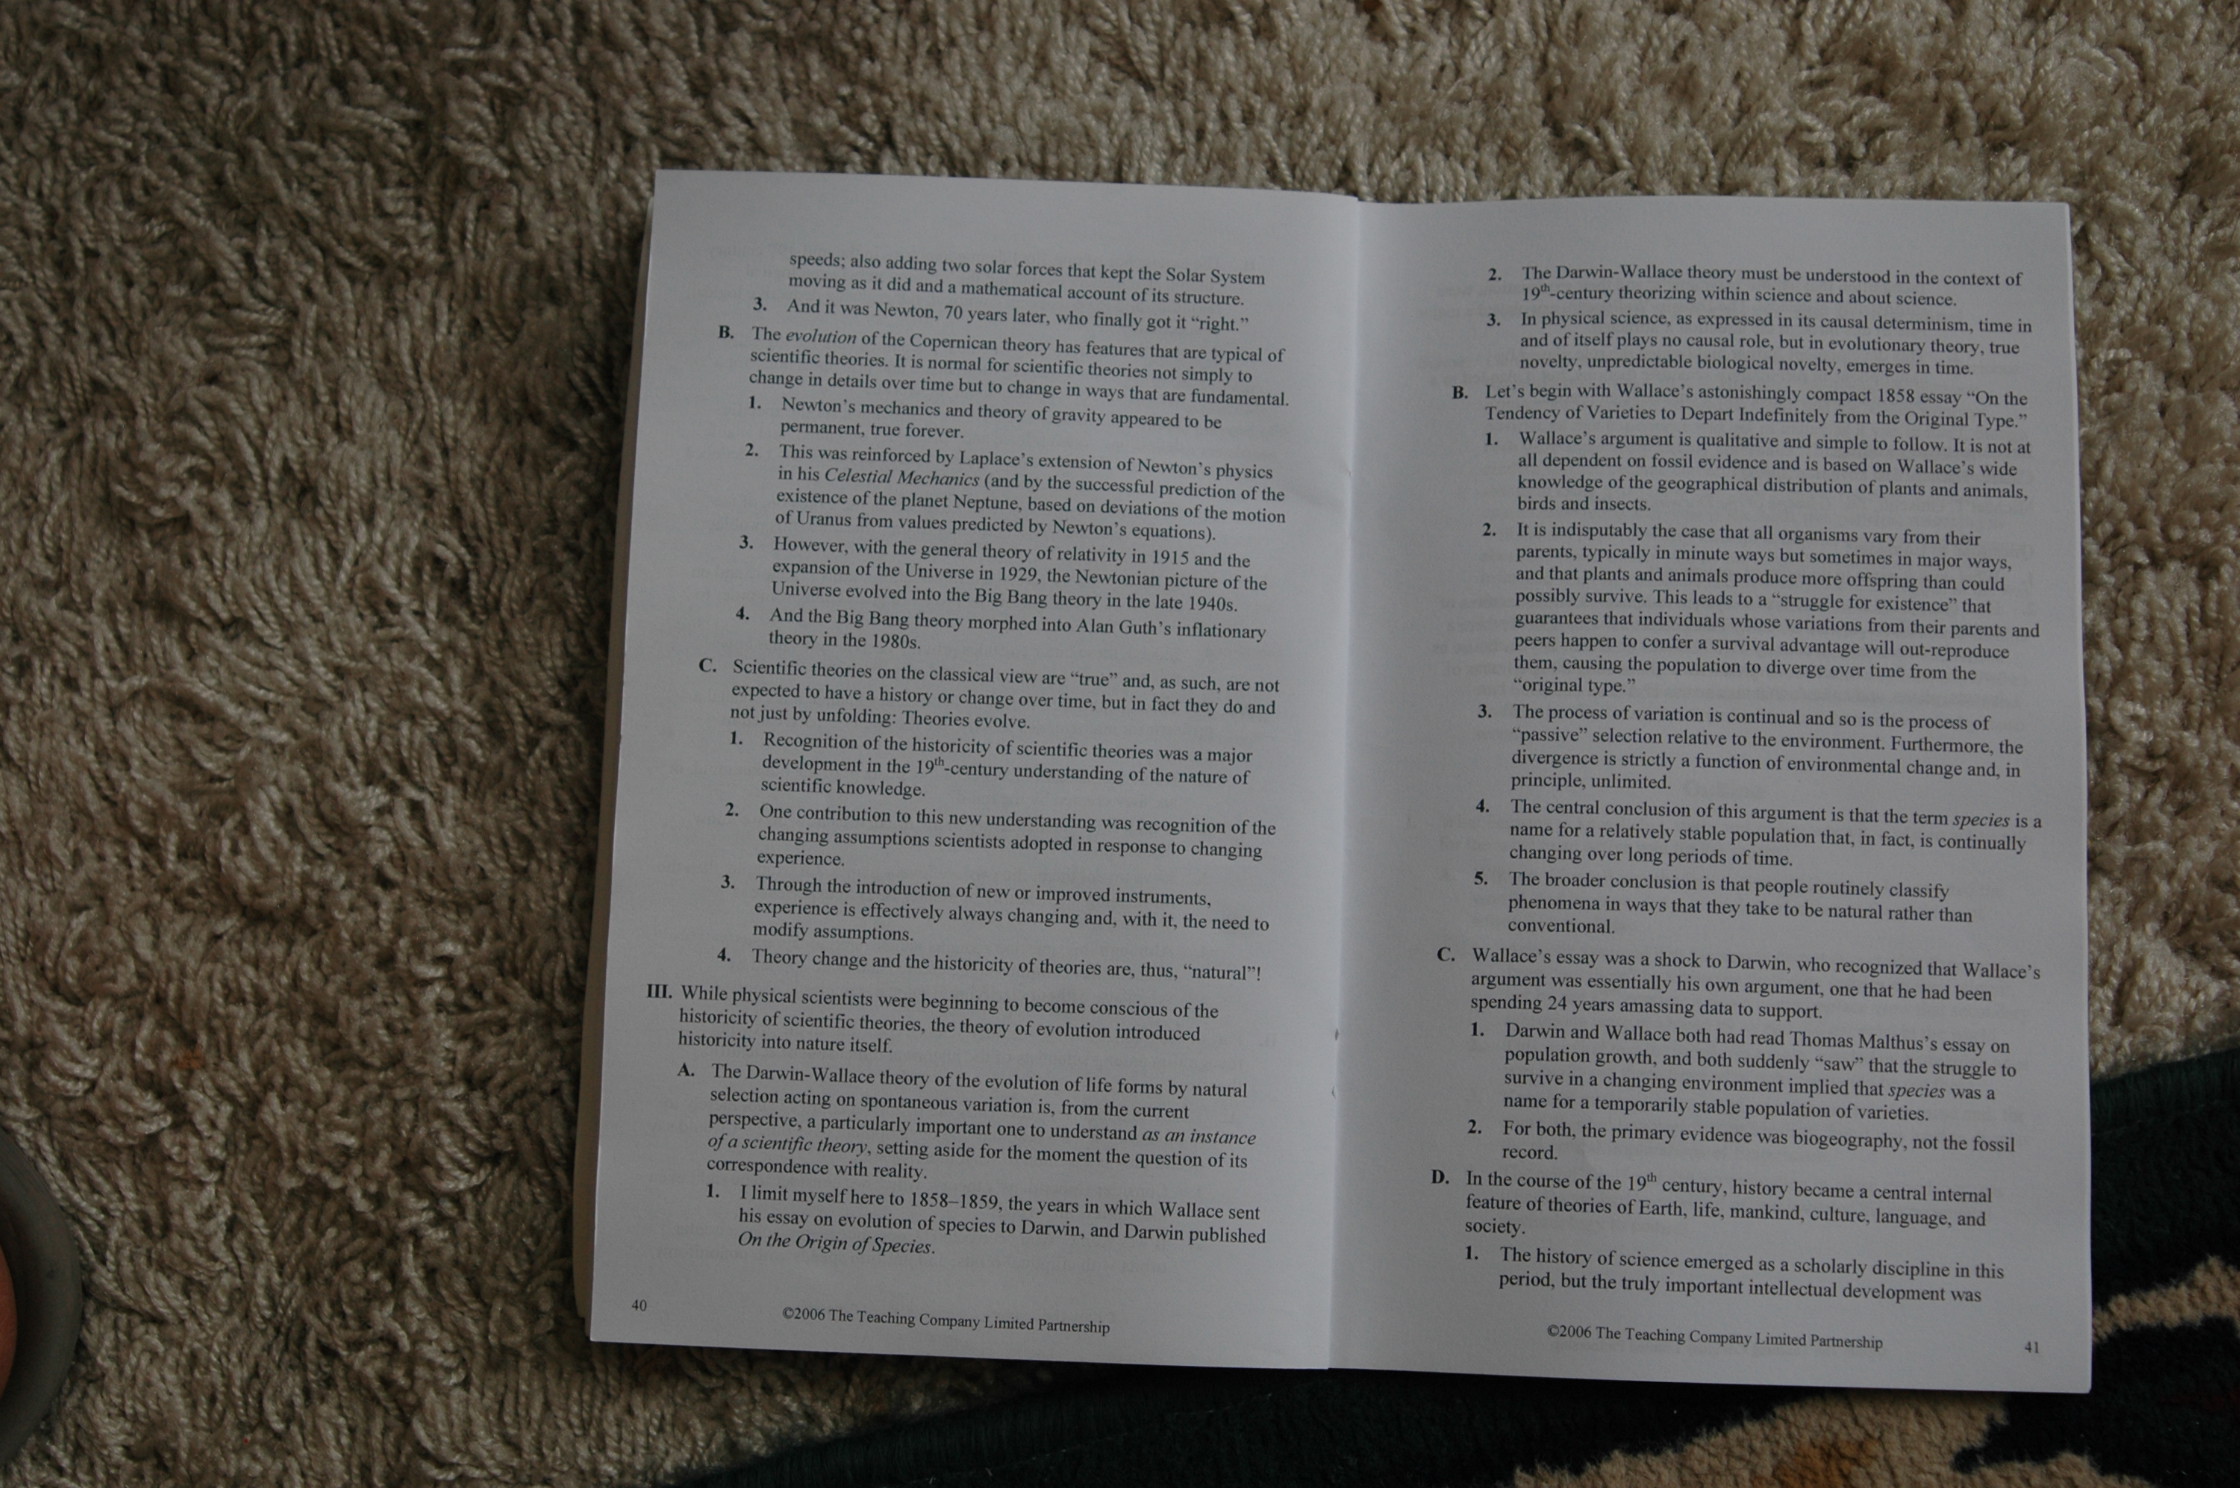 speeds; also adding two solar forces that kept the Solar System
moving as it did and a mathematical account of its structure.
3. And it was Newton, 70 years later, who finally got it “right.”
B. The evolution of the Copernican theory has features that are typical of
scientific theories. It is normal for scientific theories not simply to
change in details over time but to change in ways that are fundamental.
1. Newton’s mechanics and theory of gravity appeared to be
permanent, true forever.
2. This was reinforced by Laplace’s extension of Newton’s physics
in his Celestial Mechanics (and by the successful prediction of the
existence of the planet Neptune, based on deviations of the motion
of Uranus from values predicted by Newton’s equations).
3. However, with the general theory of relativity in 1915 and the
expansion of the Universe in 1929, the Newtonian picture of the
Universe evolved into the Big Bang theory in the late 1940s.
4. And the Big Bang theory morphed into Alan Guth’s inflationary
theory in the 1980s.
C. Scientific theories on the classical view are “true” and, as such, are not
expected to have a history or change over time, but in fact they do and
not just by unfolding: Theories evolve.
1. Recognition of the historicity of scientific theories was a major
development in the 19th-century understanding of the nature of
scientific knowledge.
2. One contribution to this new understanding was recognition of the
changing assumptions scientists adopted in response to changing
experience.
3. Through the introduction of new or improved instruments,
experience is effectively always changing and, with it, the need to
modify assumptions.
4. Theory change and the historicity of theories are, thus, “natural”!
III. While physical scientists were beginning to become conscious of the
historicity of scientific theories, the theory of evolution introduced
historicity into nature itself.
A. The Darwin-Wallace theory of the evolution of life forms by natural
selection acting on spontaneous variation is, from the current
perspective, a particularly important one to understand as an instance
of a scientific theory, setting aside for the moment the question of its
correspondence with reality.
1. I limit myself here to 1858–1859, the years in which Wallace sent
his essay on evolution of species to Darwin, and Darwin published
On the Origin of Species.
40
©2006 The Teaching Company Limited Partnership
2. The Darwin-Wallace theory must be understood in the context of
19th-century theorizing within science and about science.
3. In physical science, as expressed in its causal determinism, time in
and of itself plays no causal role, but in evolutionary theory, true
novelty, unpredictable biological novelty, emerges in time.
B. Let’s begin with Wallace’s astonishingly compact 1858 essay “On the
Tendency of Varieties to Depart Indefinitely from the Original Type.”
1. Wallace’s argument is qualitative and simple to follow. It is not at
all dependent on fossil evidence and is based on Wallace’s wide
knowledge of the geographical distribution of plants and animals,
birds and insects.
2. It is indisputably the case that all organisms vary from their
parents, typically in minute ways but sometimes in major ways,
and that plants and animals produce more offspring than could
possibly survive. This leads to a “struggle for existence” that
guarantees that individuals whose variations from their parents and
peers happen to confer a survival advantage will out-reproduce
them, causing the population to diverge over time from the
“original type.”
3. The process of variation is continual and so is the process of
“passive” selection relative to the environment. Furthermore, the
divergence is strictly a function of environmental change and, in
principle, unlimited.
4. The central conclusion of this argument is that the term species is a
name for a relatively stable population that, in fact, is continually
changing over long periods of time.
5. The broader conclusion is that people routinely classify
phenomena in ways that they take to be natural rather than
conventional.
C. Wallace’s essay was a shock to Darwin, who recognized that Wallace’s
argument was essentially his own argument, one that he had been
spending 24 years amassing data to support.
1. Darwin and Wallace both had read Thomas Malthus’s essay on
population growth, and both suddenly “saw” that the struggle to
survive in a changing environment implied that species was a
name for a temporarily stable population of varieties.
2. For both, the primary evidence was biogeography, not the fossil
record.
D. In the course of the 19th century, history became a central internal
feature of theories of Earth, life, mankind, culture, language, and
society.
1. The history of science emerged as a scholarly discipline in this
period, but the truly important intellectual development was
©2006 The Teaching Company Limited Partnership
41